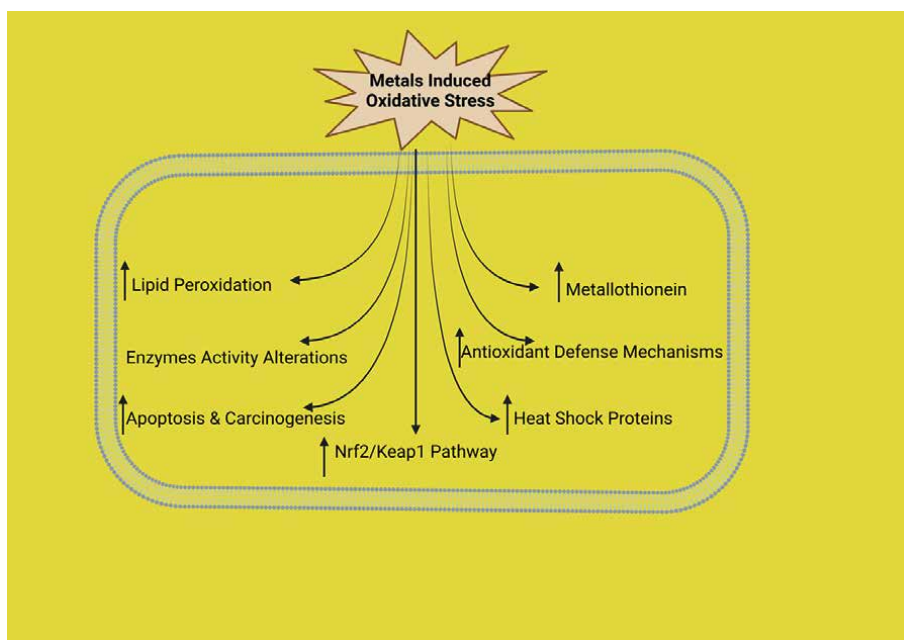 Metals Induced
Oxidative Stress
Lipid Peroxidation
Metallothionein
Enzymes Activity Alterations
Antioxidant Defense Mechanisms
Apoptosis & Carcinogenesis
Heat Shock Proteins
Nrf2/Keap1 Pathway